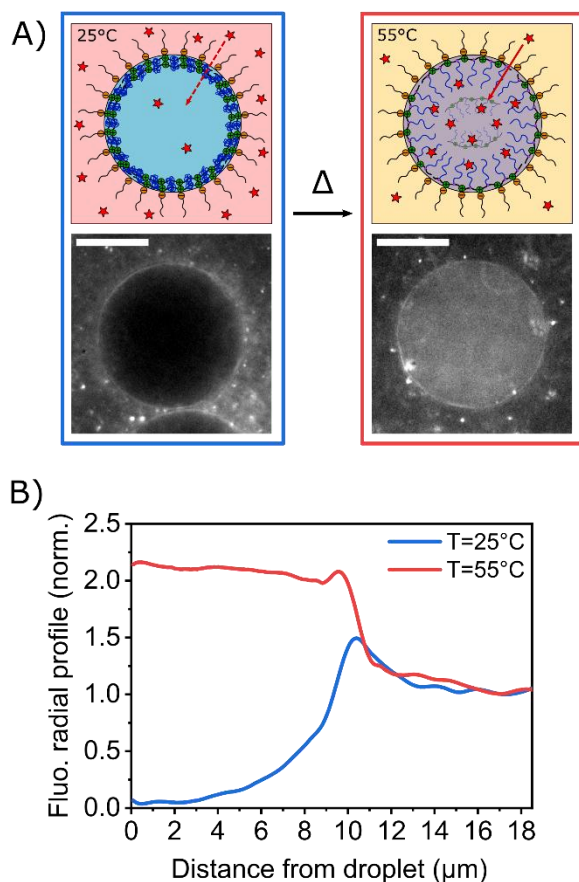 A)
25°C
55°C
Δ
B)
Fluo. radial profile (norm.)
2.5
2.0
1.5
1.0
0.5
0.0
T=25°C
T=55°C
0 2 4 6 8 10 12 14 16 18
Distance from droplet (µm)